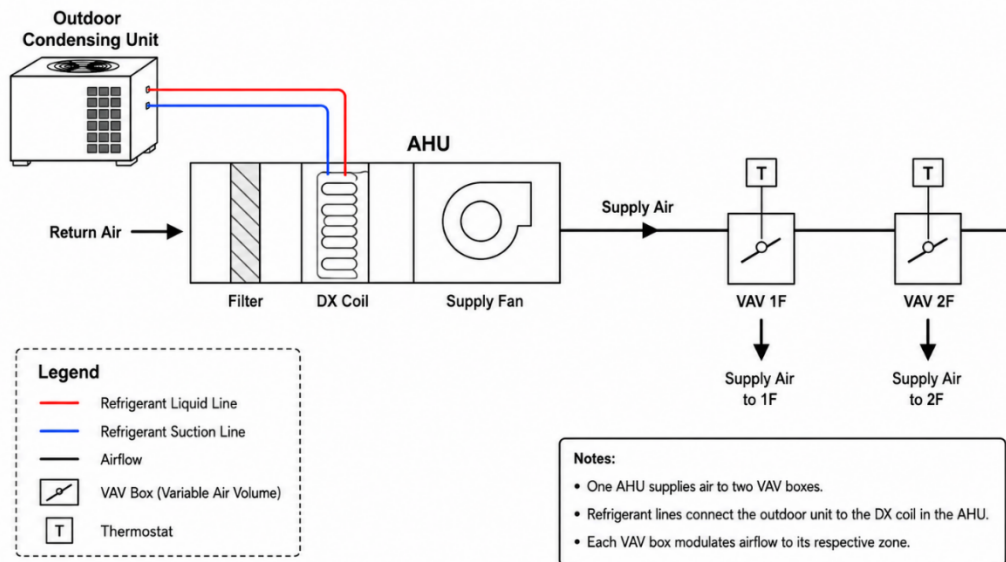 Outdoor
Condensing Unit
AHU
Return Air
Supply Air
T
T
Filter
DX Coil
Supply Fan
VAV 1F
VAV 2F
Supply Air
to 1F
Supply Air
to 2F
Legend
Refrigerant Liquid Line
Refrigerant Suction Line
Airflow
VAV Box (Variable Air Volume)
T
Thermostat
Notes:
• One AHU supplies air to two VAV boxes.
• Refrigerant lines connect the outdoor unit to the DX coil in the AHU.
• Each VAV box modulates airflow to its respective zone.